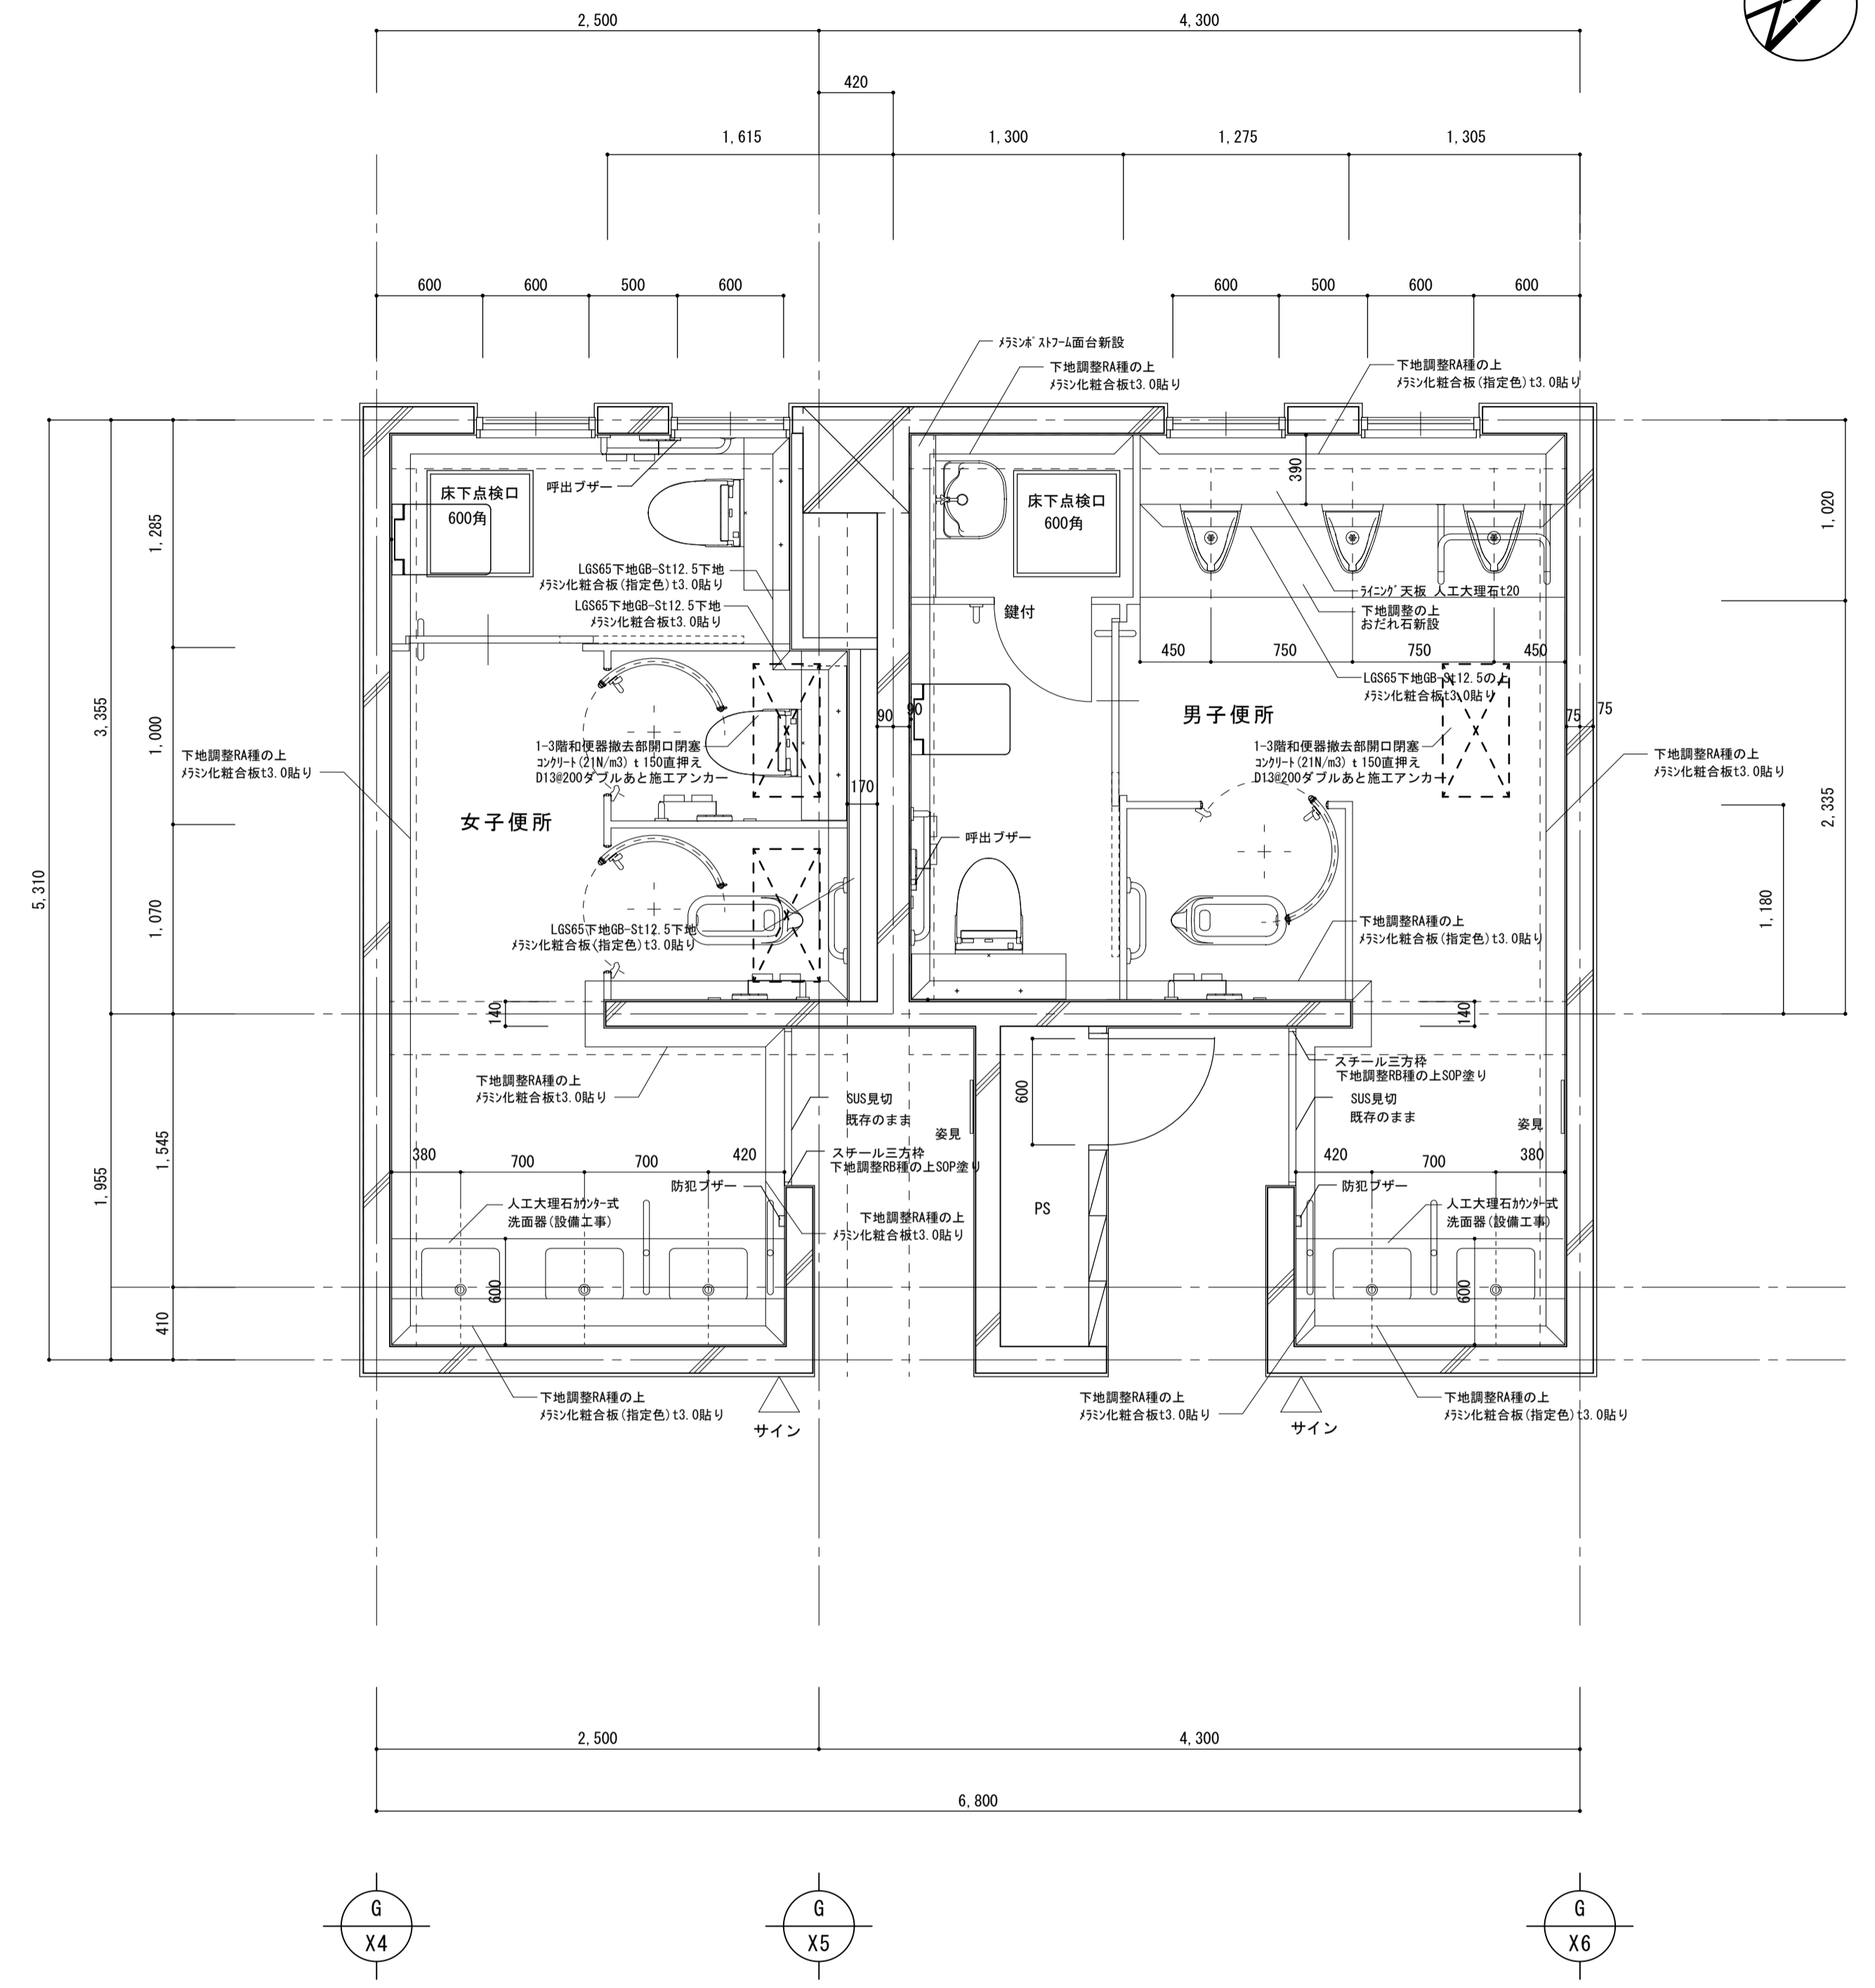 2,500
4,300
420
1,615
1,300
1,275
1,305
600
600
500
600
600
500
600
600
ﾒﾗﾐﾝﾎﾟｽﾄﾌｰﾑ面台新設
下地調整RA種の上
ﾒﾗﾐﾝ化粧合板t3.0貼り
下地調整RA種の上
ﾒﾗﾐﾝ化粧合板(指定色)t3.0貼り
床下点検口
600角
呼出ブザー
床下点検口
600角
390
1,285
1,020
LGS65下地GB-St12.5下地
ﾒﾗﾐﾝ化粧合板(指定色)t3.0貼り
LGS65下地GB-St12.5下地
ﾒﾗﾐﾝ化粧合板t3.0貼り
鍵付
ﾗｲﾆﾝｸﾞ天板 人工大理石t20
下地調整の上
おだれ石新設
450
750
750
450
LGS65下地GB-St12.5の上
ﾒﾗﾐﾝ化粧合板t3.0貼り
3,355
1,000
90
90
男子便所
75
75
下地調整RA種の上
ﾒﾗﾐﾝ化粧合板t3.0貼り
1-3階和便器撤去部開口閉塞
ｺﾝｸﾘｰﾄ(21N/m3) t 150直押え
D13@200ダブルあと施工アンカー
1-3階和便器撤去部開口閉塞
ｺﾝｸﾘｰﾄ(21N/m3) t 150直押え
D13@200ダブルあと施工アンカー
下地調整RA種の上
ﾒﾗﾐﾝ化粧合板t3.0貼り
170
女子便所
2,335
呼出ブザー
5,310
1,070
1,180
LGS65下地GB-St12.5下地
ﾒﾗﾐﾝ化粧合板(指定色)t3.0貼り
下地調整RA種の上
ﾒﾗﾐﾝ化粧合板(指定色)t3.0貼り
140
140
下地調整RA種の上
ﾒﾗﾐﾝ化粧合板t3.0貼り
600
スチール三方枠
下地調整RB種の上SOP塗り
SUS見切
既存のまま
姿見
SUS見切
既存のまま
姿見
1,955
1,545
380
700
700
420
スチール三方枠
下地調整RB種の上SOP塗り
420
700
380
防犯ブザー
防犯ブザー
人工大理石ｶｳﾝﾀｰ式
洗面器(設備工事)
PS
人工大理石ｶｳﾝﾀｰ式
洗面器(設備工事)
下地調整RA種の上
ﾒﾗﾐﾝ化粧合板t3.0貼り
600
600
410
下地調整RA種の上
ﾒﾗﾐﾝ化粧合板(指定色)t3.0貼り
サイン
下地調整RA種の上
ﾒﾗﾐﾝ化粧合板t3.0貼り
サイン
下地調整RA種の上
ﾒﾗﾐﾝ化粧合板(指定色)t3.0貼り
2,500
4,300
6,800
G
X4
G
X5
G
X6